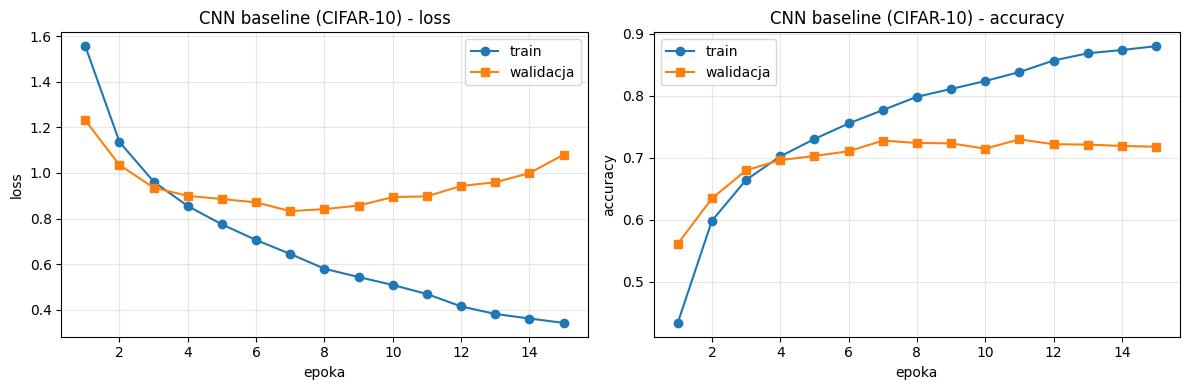 CNN baseline (CIFAR-10) - loss
1.6
1.4
1.2
1.0
0.8
0.6
0.4
loss
2 4 6 8 10 12 14
epoka
train
walidacja
CNN baseline (CIFAR-10) - accuracy
0.9
0.8
0.7
0.6
0.5
accuracy
2 4 6 8 10 12 14
epoka
train
walidacja